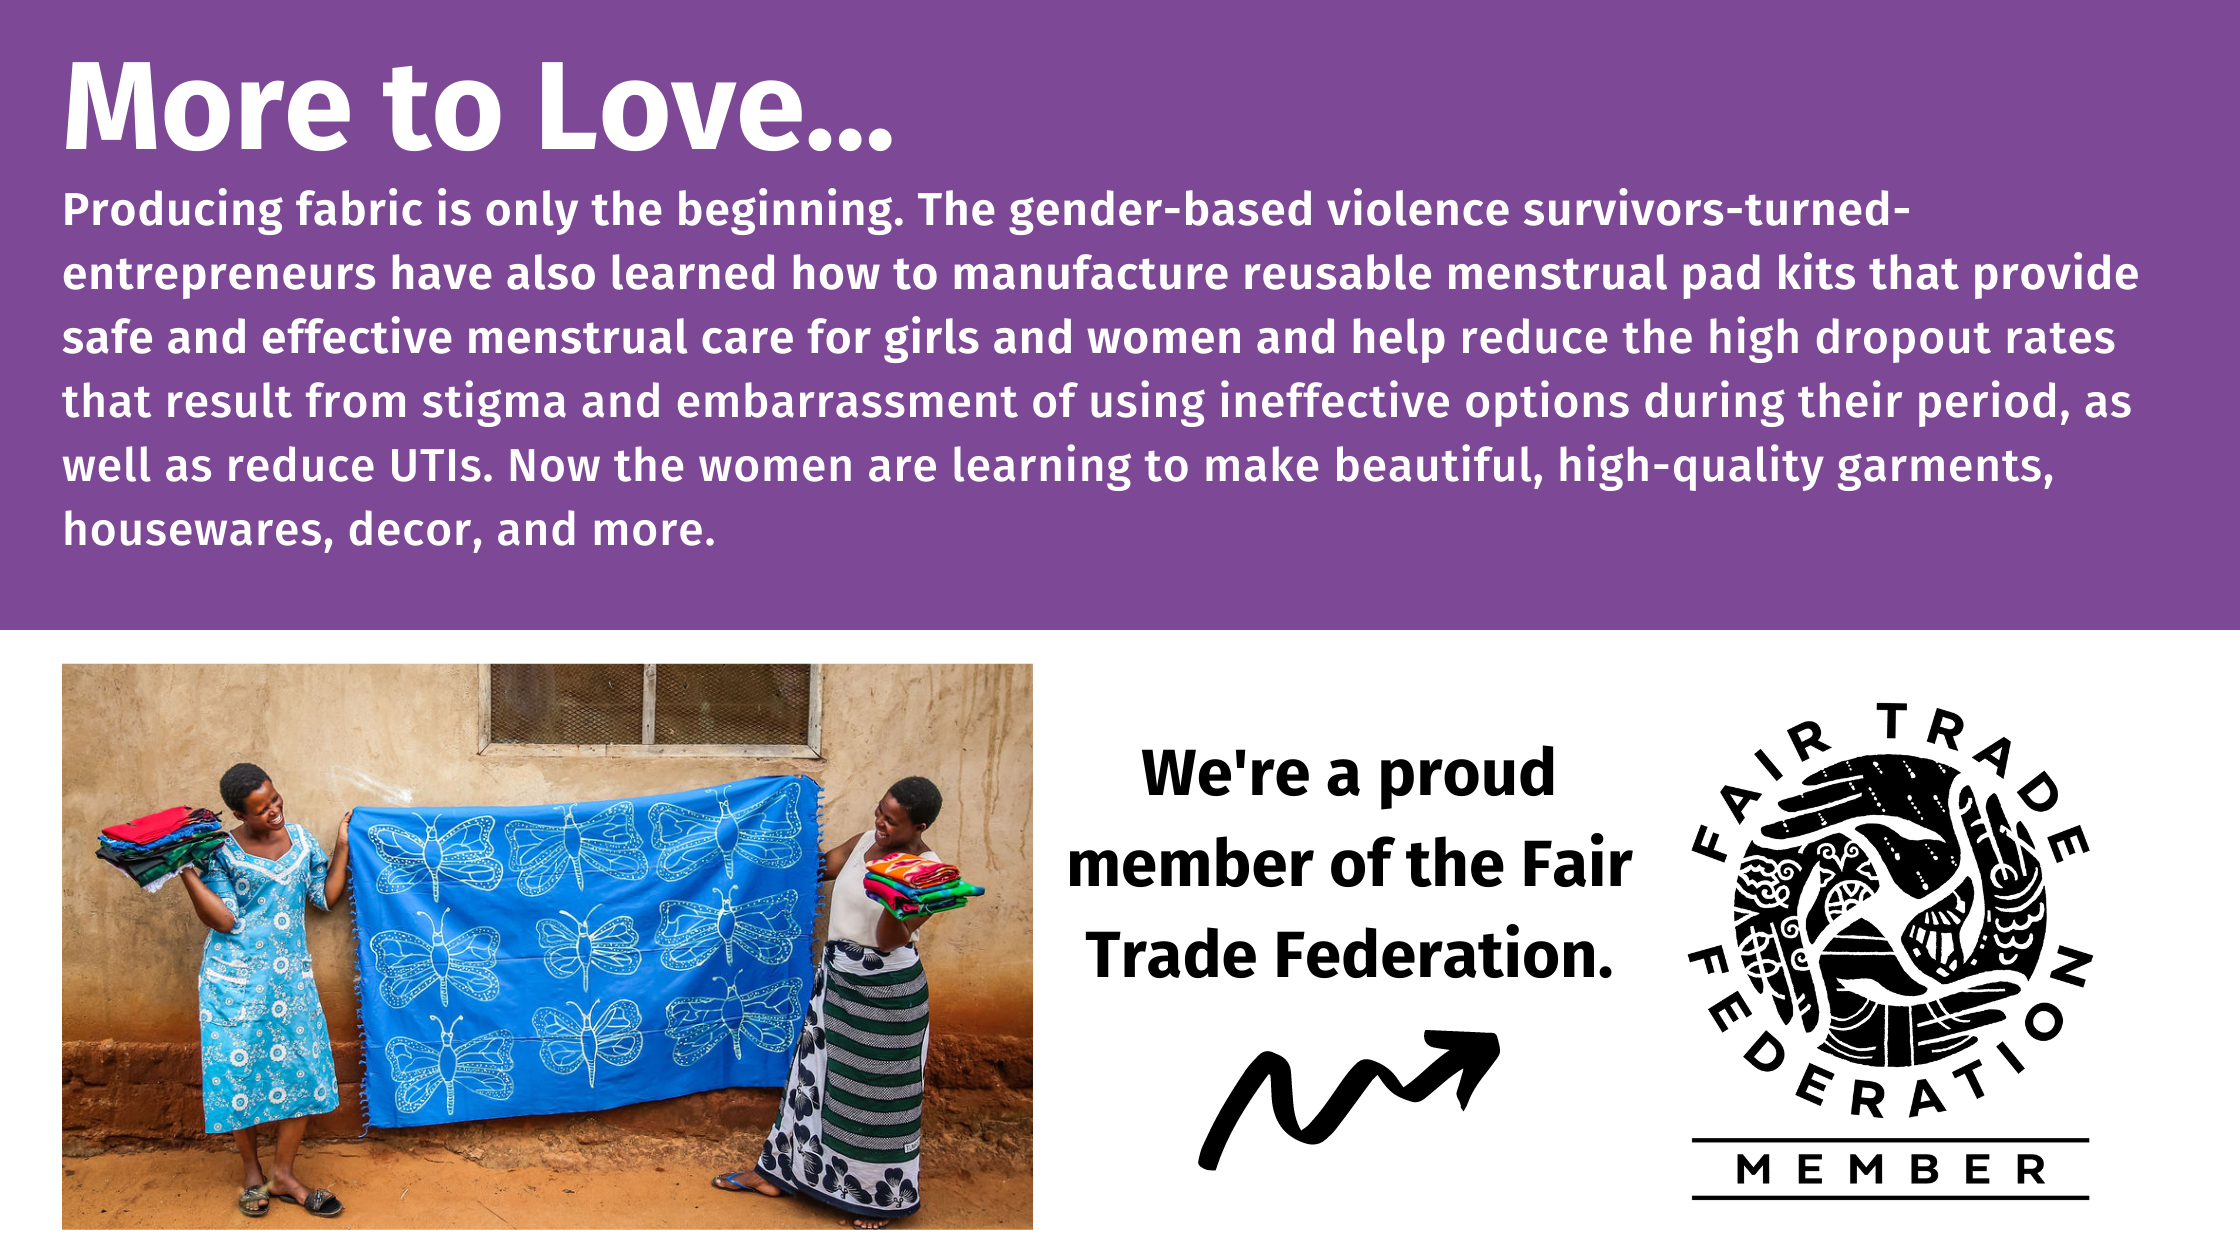 More to Love...
Producing fabric is only the beginning. The gender-based violence survivors-turned-
entrepreneurs have also learned how to manufacture reusable menstrual pad kits that provide
safe and effective menstrual care for girls and women and help reduce the high dropout rates
that result from stigma and embarrassment of using ineffective options during their period, as
well as reduce UTIs. Now the women are learning to make beautiful, high-quality garments,
housewares, decor, and more.
We're a proud
member of the Fair
Trade Federation.
FAIR TRADE
FEDERATION
MEMBER